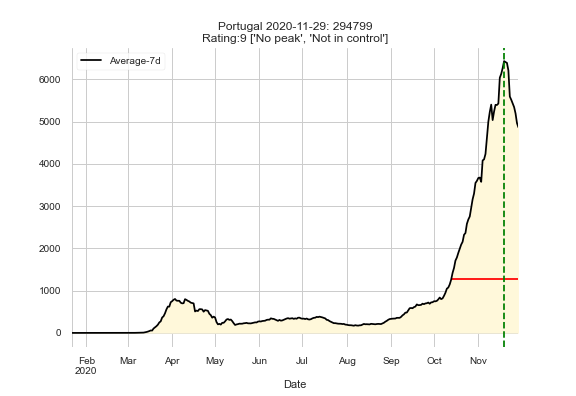 Portugal 2020-11-29: 294799
Rating:9 ['No peak', 'Not in control']
Average-7d
6000
5000
4000
3000
2000
1000
0
Feb Mar Apr May Jun Jul Aug Sep Oct Nov
2020
Date